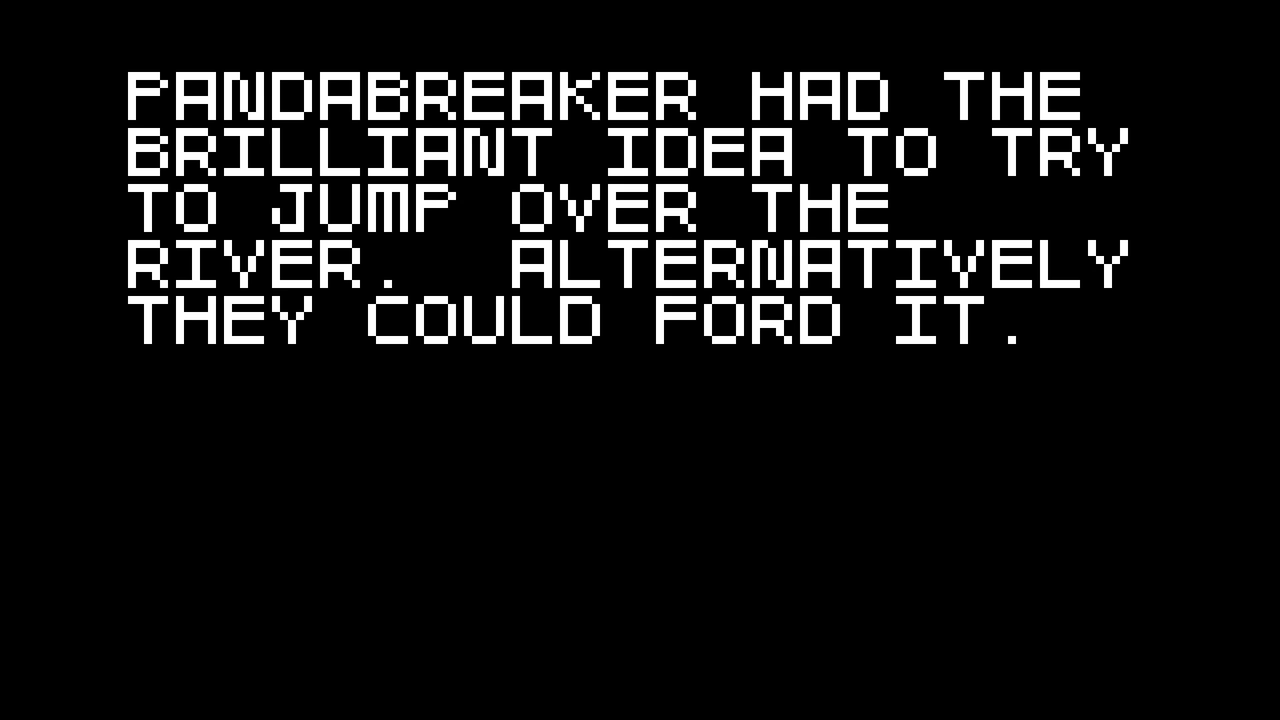 PANDABREAKER HAD THE
BRILLIANT IDEA TO TRY
TO JUMP OVER THE
RIVER.  ALTERNATIVELY
THEY COULD FORD IT.